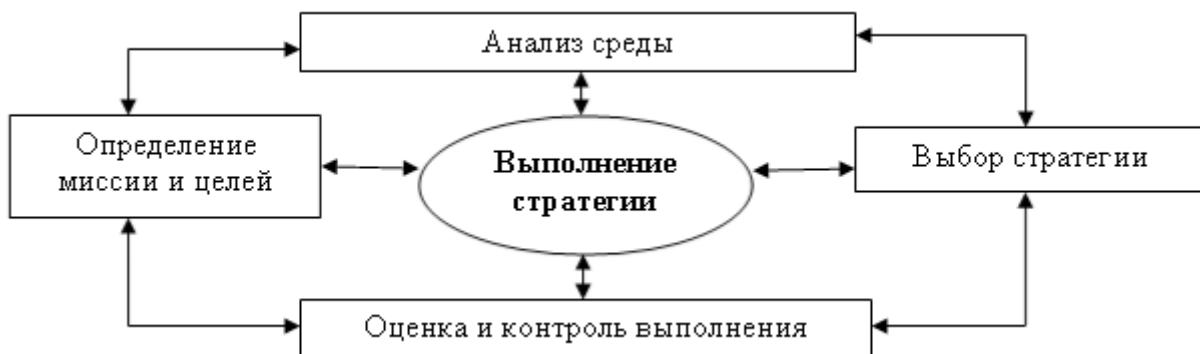 Анализ среды
Определение
миссии и целей
Выполнение
стратегии
Выбор стратегии
Оценка и контроль выполнения